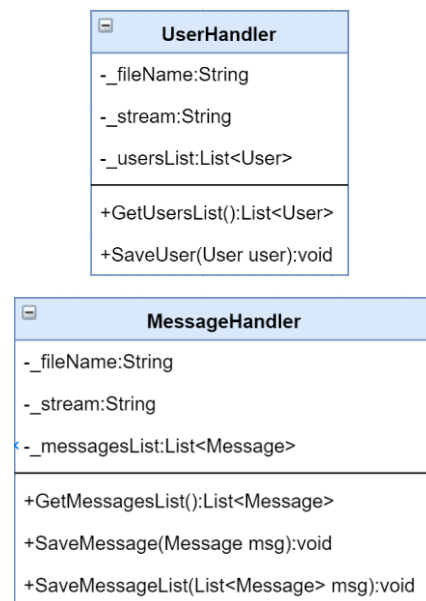 UserHandler
-_fileName:String
-_stream:String
-_usersList:List<User>
+GetUsersList():List<User>
+SaveUser(User user):void
MessageHandler
-_fileName:String
-_stream:String
-_messagesList:List<Message>
+GetMessagesList():List<Message>
+SaveMessage(Message msg):void
+SaveMessageList(List<Message> msg):void